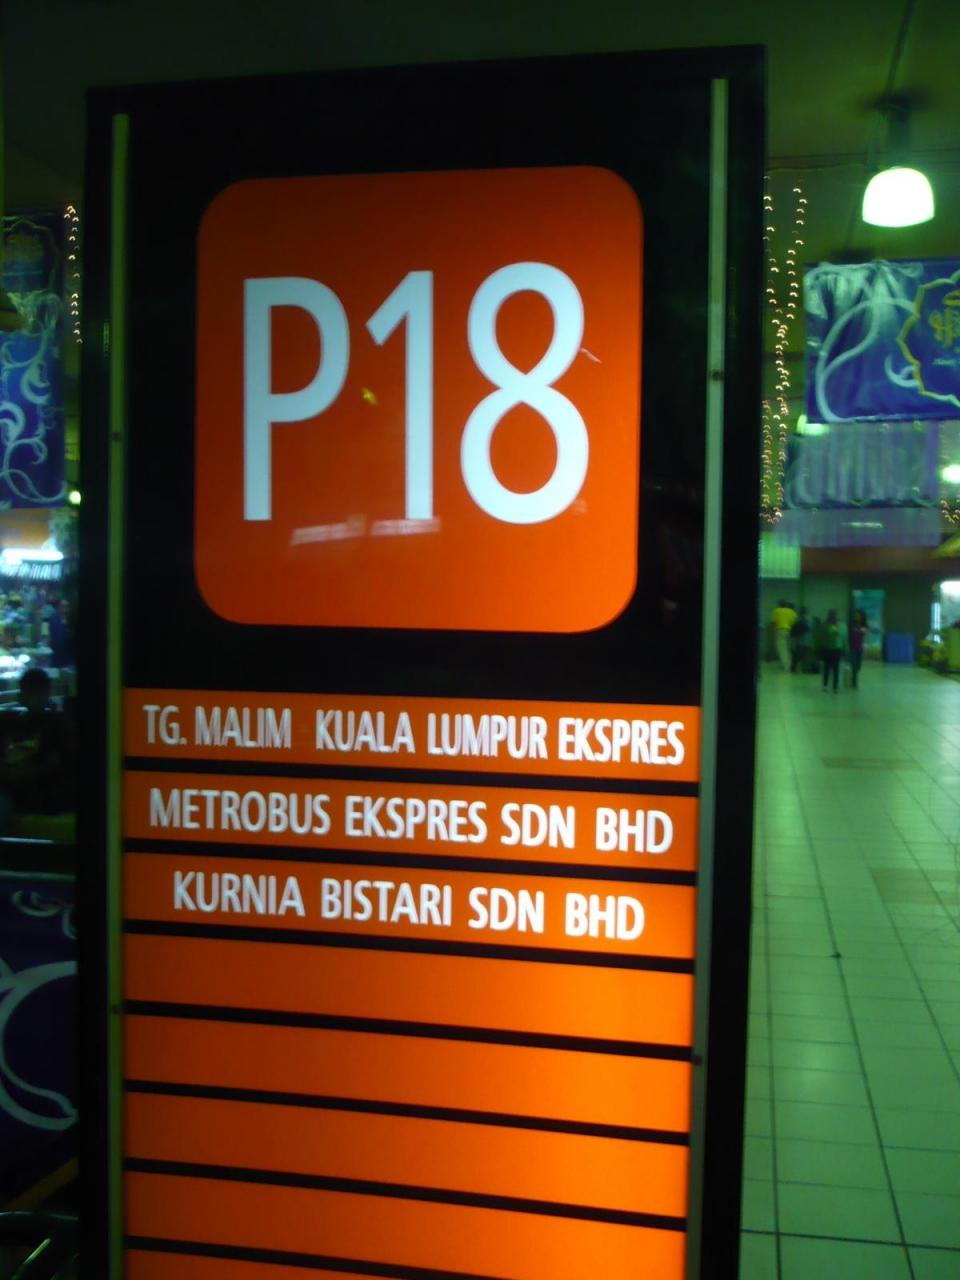 P18
TG. MALIM KUALA LUMPUR EKSPRES
METROBUS EKSPRES SDN BHD
KURNIA BISTARI SDN BHD